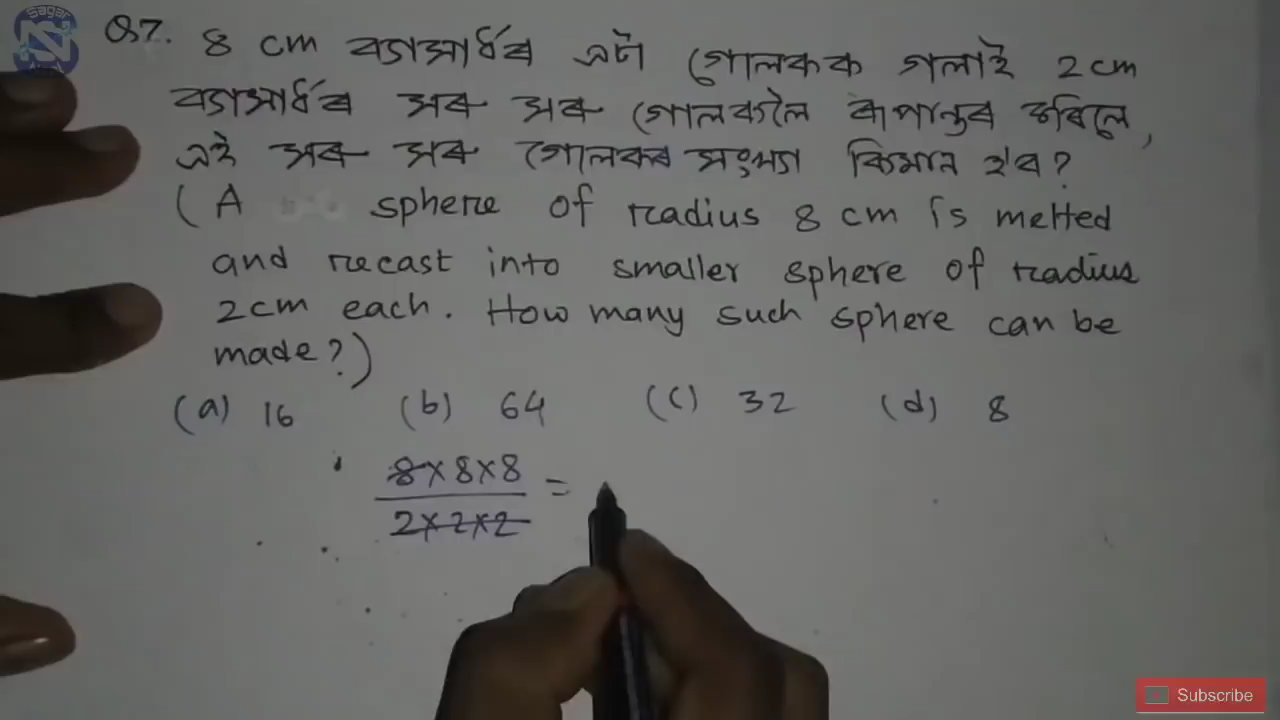 Sagar
Q7. 8 cm ব্যাসাৰ্ধৰ এটা গোলকক গলাই 2cm
ব্যাসাৰ্ধৰ সৰু সৰু গোলকলৈ ৰূপান্তৰ কৰিলে,
এই সৰু সৰু গোলকৰ সংখ্যা কিমান হ'ব?
(A sphere of radius 8 cm is melted
and recast into smaller sphere of radius
2cm each. How many such sphere can be
made?)
(a) 16 (b) 64 (c) 32 (d) 8
8×8×8 =
2×2×2
Subscribe